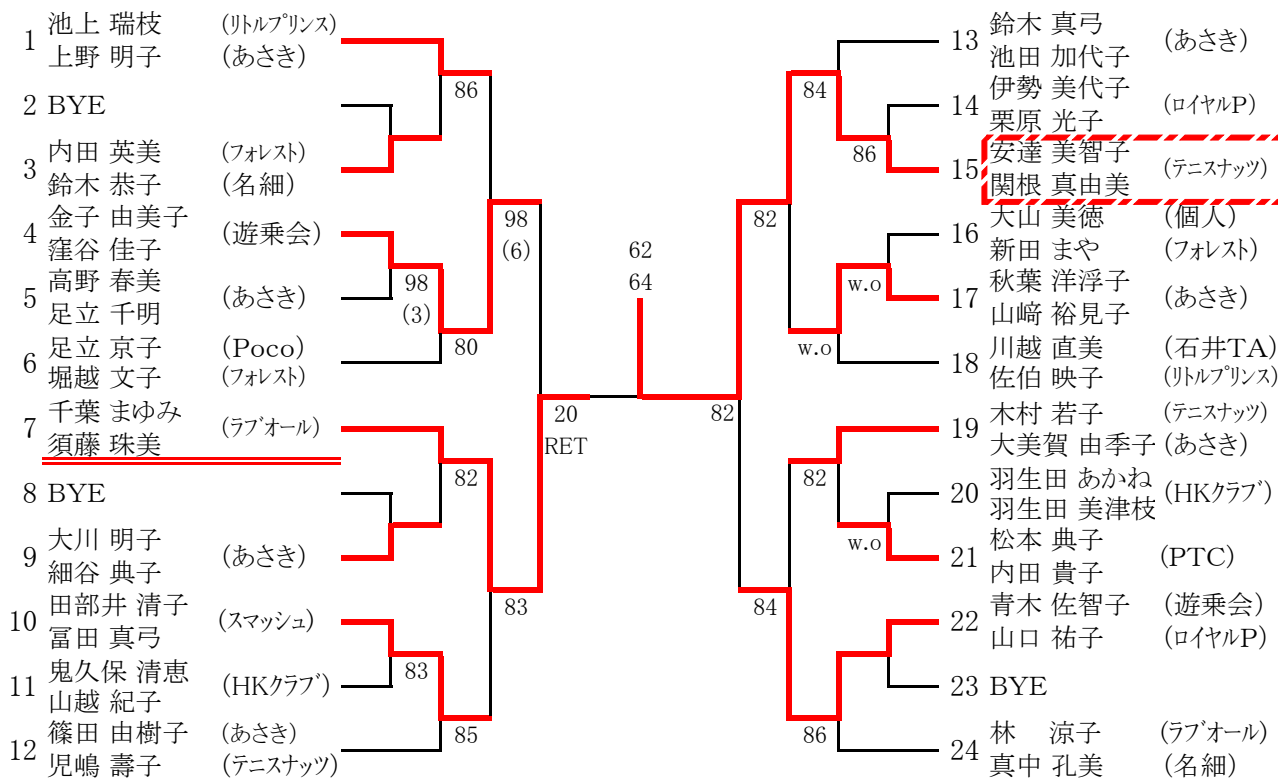 1 池上 瑞枝 (リトルプリンス)
上野 明子 (あさき)
2 BYE
3 内田 英美 (フォレスト)
鈴木 恭子 (名細)
4 金子 由美子 (遊乗会)
窪谷 佳子
5 高野 春美 (あさき)
足立 千明
6 足立 京子 (Poco)
堀越 文子 (フォレスト)
7 千葉 まゆみ (ラブオール)
須藤 珠美
8 BYE
9 大川 明子 (あさき)
細谷 典子
10 田部井 清子 (スマッシュ)
冨田 真弓
11 鬼久保 清恵 (HKクラブ)
山越 紀子
12 篠田 由樹子 (あさき)
児嶋 壽子 (テニスナッツ)
86
98
(3)
80
82
83
85
98
(6)
83
20
RET
62
64
82
82
84
84
86
w.o
w.o
82
w.o
86
13 鈴木 真弓 (あさき)
池田 加代子
14 伊勢 美代子 (ロイヤルP)
栗原 光子
15 安達 美智子 (テニスナッツ)
関根 真由美
16 大山 美徳 (個人)
新田 まや (フォレスト)
17 秋葉 洋浮子 (あさき)
山﨑 裕見子
18 川越 直美 (石井TA)
佐伯 映子 (リトルプリンス)
19 木村 若子 (テニスナッツ)
大美賀 由季子 (あさき)
20 羽生田 あかね (HKクラブ)
羽生田 美津枝
21 松本 典子 (PTC)
内田 貴子
22 青木 佐智子 (遊乗会)
山口 祐子 (ロイヤルP)
23 BYE
24 林 涼子 (ラブオール)
真中 孔美 (名細)